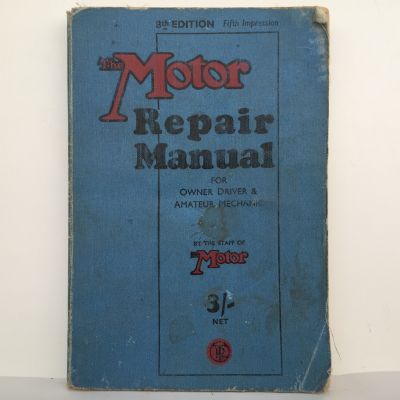 8th EDITION Fifth Impression
The Motor
Repair
Manual
FOR
OWNER DRIVER &
AMATEUR MECHANIC
BY THE STAFF OF
The Motor
3/-
NET